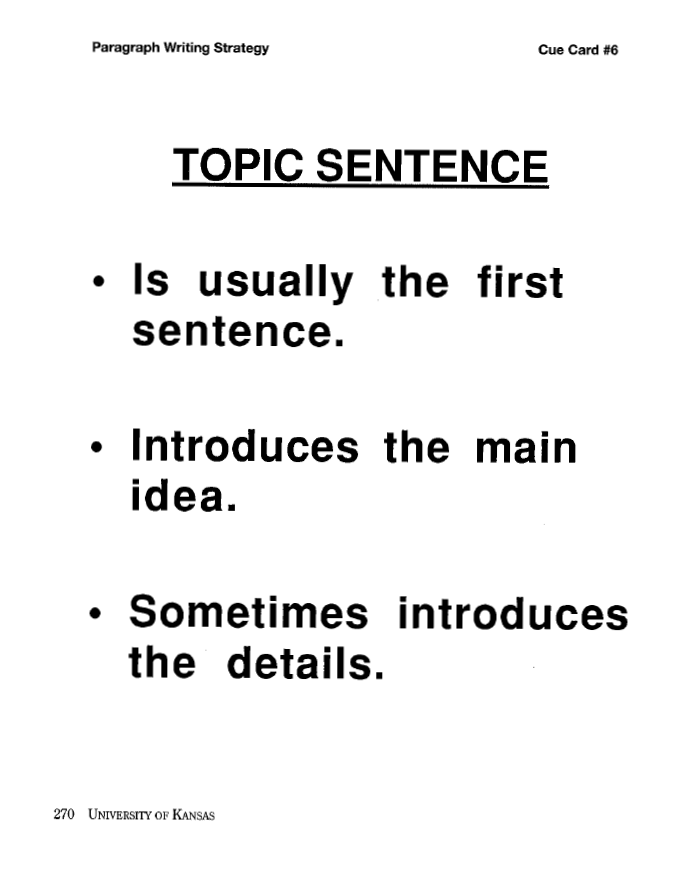 Paragraph Writing Strategy Cue Card #6
TOPIC SENTENCE
• Is usually the first
sentence.
• Introduces the main
idea.
• Sometimes introduces
the details.
270 UNIVERSITY OF KANSAS